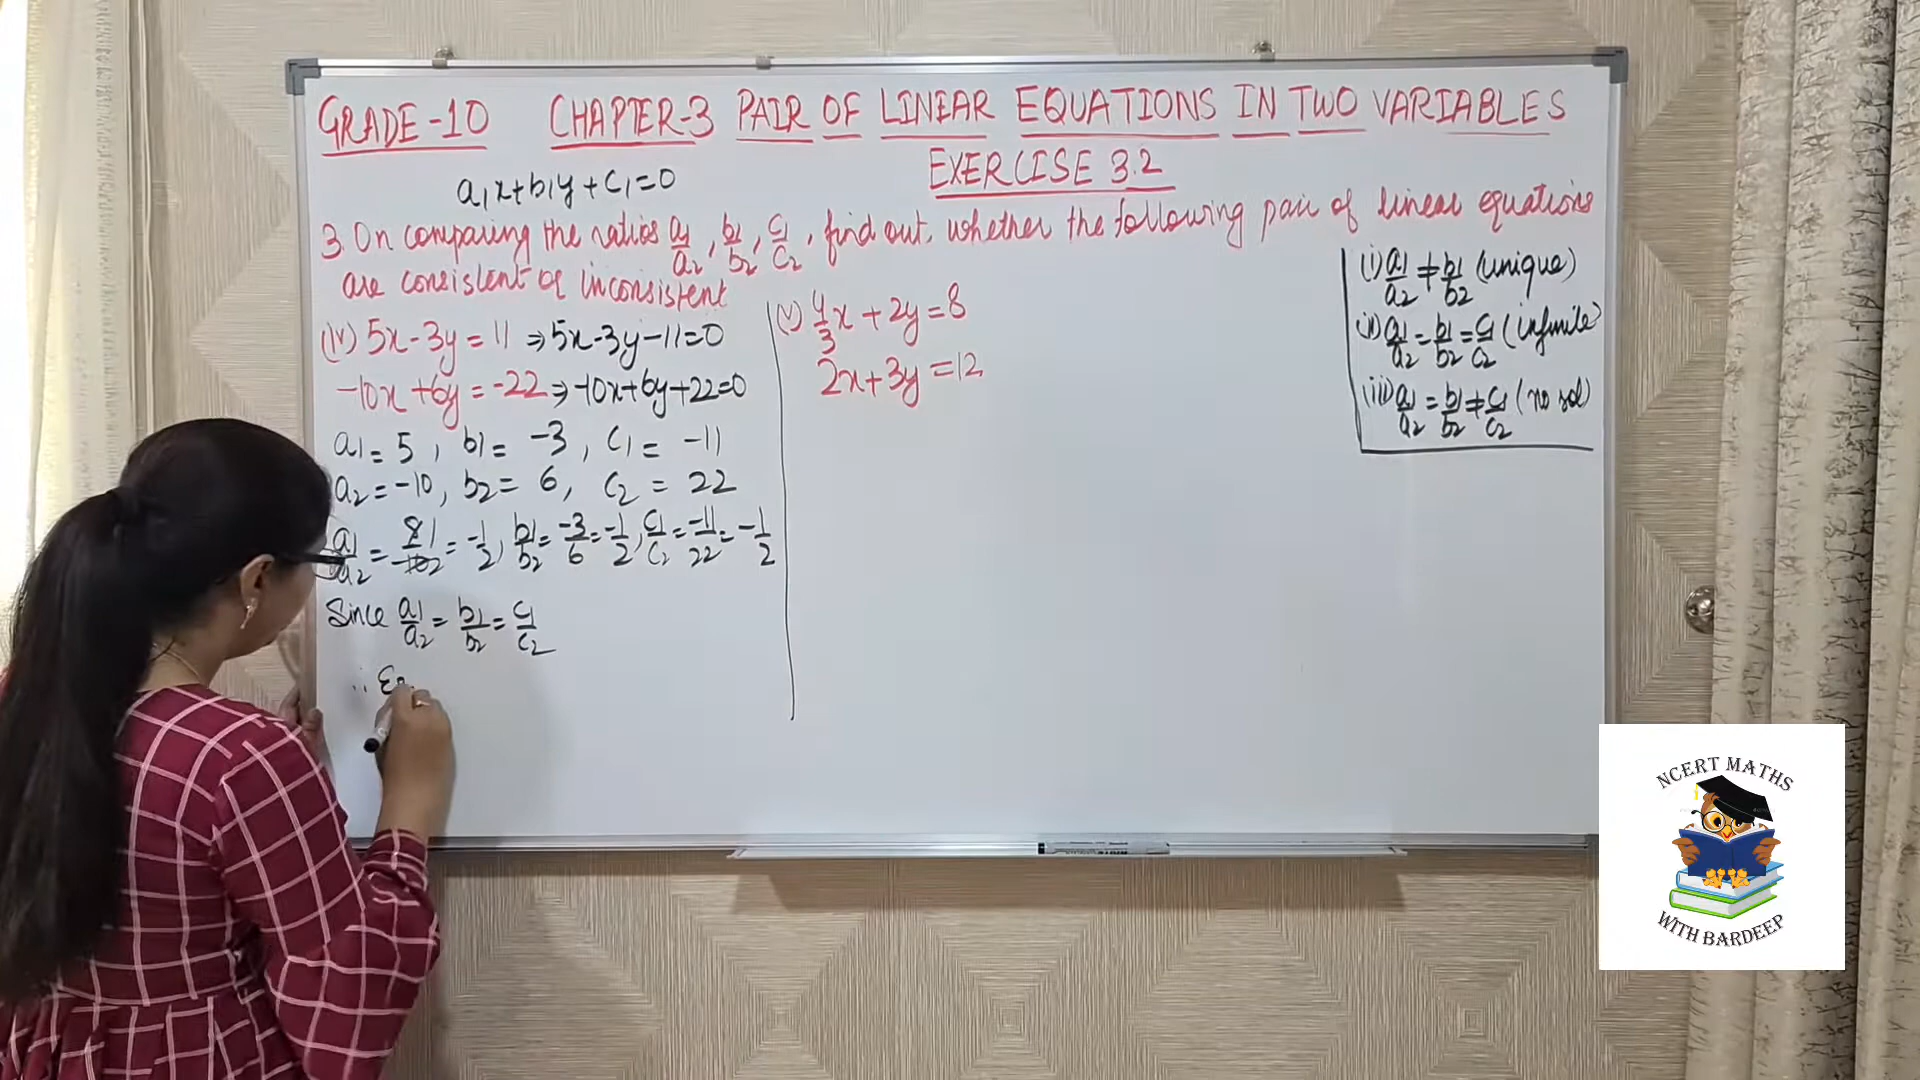 GRADE-10 CHAPTER-3 PAIR OF LINEAR EQUATIONS IN TWO VARIABLES
EXERCISE 3.2
a₁x+b₁y+c₁=0
3. On comparing the ratios a₁/a₂, b₁/b₂, c₁/c₂, find out, whether the following pair of linear equations
are consistent or inconsistent
(iv) 5x-3y=11 ⇒5x-3y-11=0
-10x+6y=-22⇒-10x+6y+22=0
a₁=5, b₁=-3, c₁=-11
a₂=-10, b₂=6, c₂=22
a₁/a₂=5 1/-10 2=-1/2, b₁/b₂=-3/6=-1/2, c₁/c₂=-11/22=-1/2
Since a₁/a₂=b₁/b₂=c₁/c₂
∴ Eq
(v) 4/3x+2y=8
2x+3y=12
(i) a₁/a₂≠b₁/b₂ (unique)
(ii) a₁/a₂=b₁/b₂=c₁/c₂ (infinite)
(iii) a₁/a₂=b₁/b₂≠c₁/c₂ (no sol)
NCERT MATHS
WITH BARDEEP